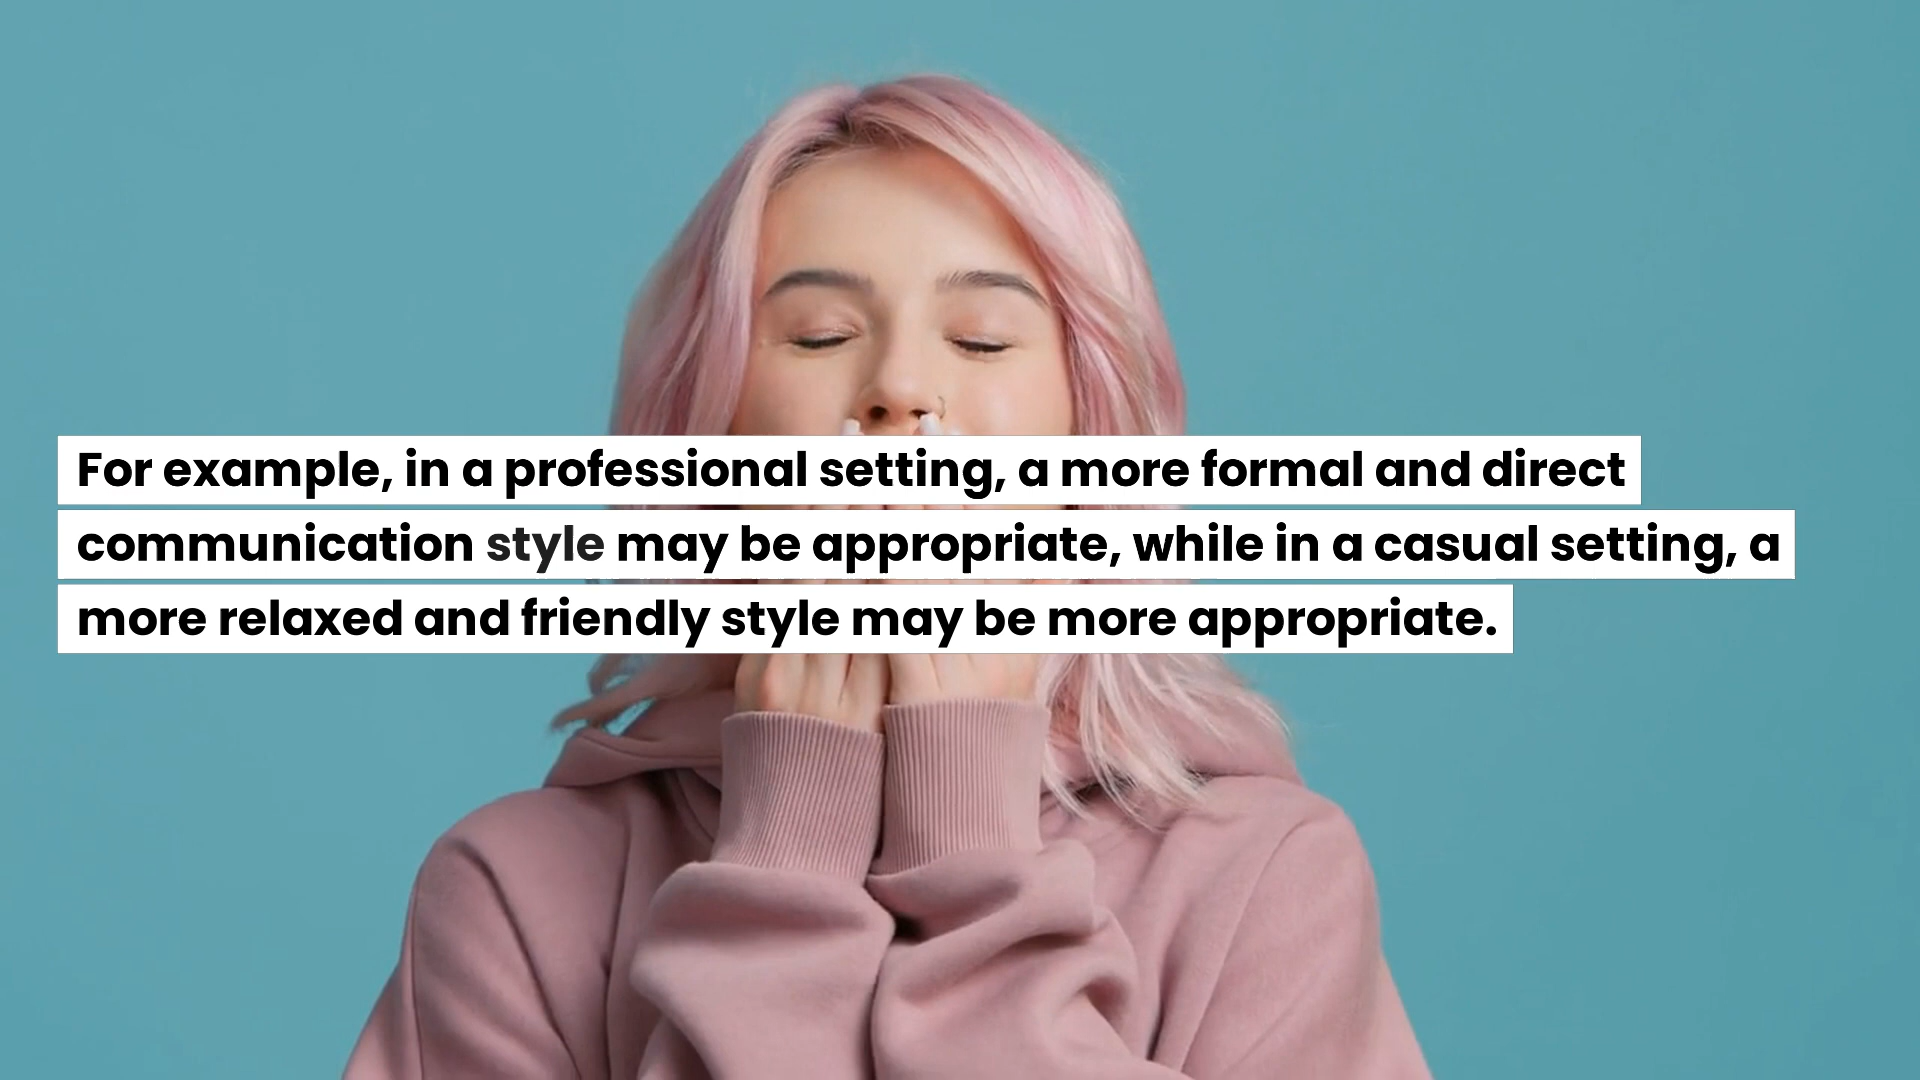 For example, in a professional setting, a more formal and direct
communication style may be appropriate, while in a casual setting, a
more relaxed and friendly style may be more appropriate.